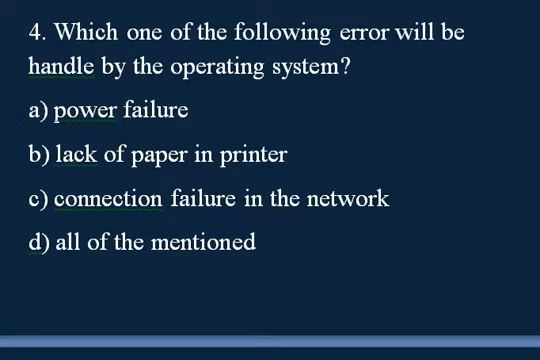 4. Which one of the following error will be
handle by the operating system?
a) power failure
b) lack of paper in printer
c) connection failure in the network
d) all of the mentioned